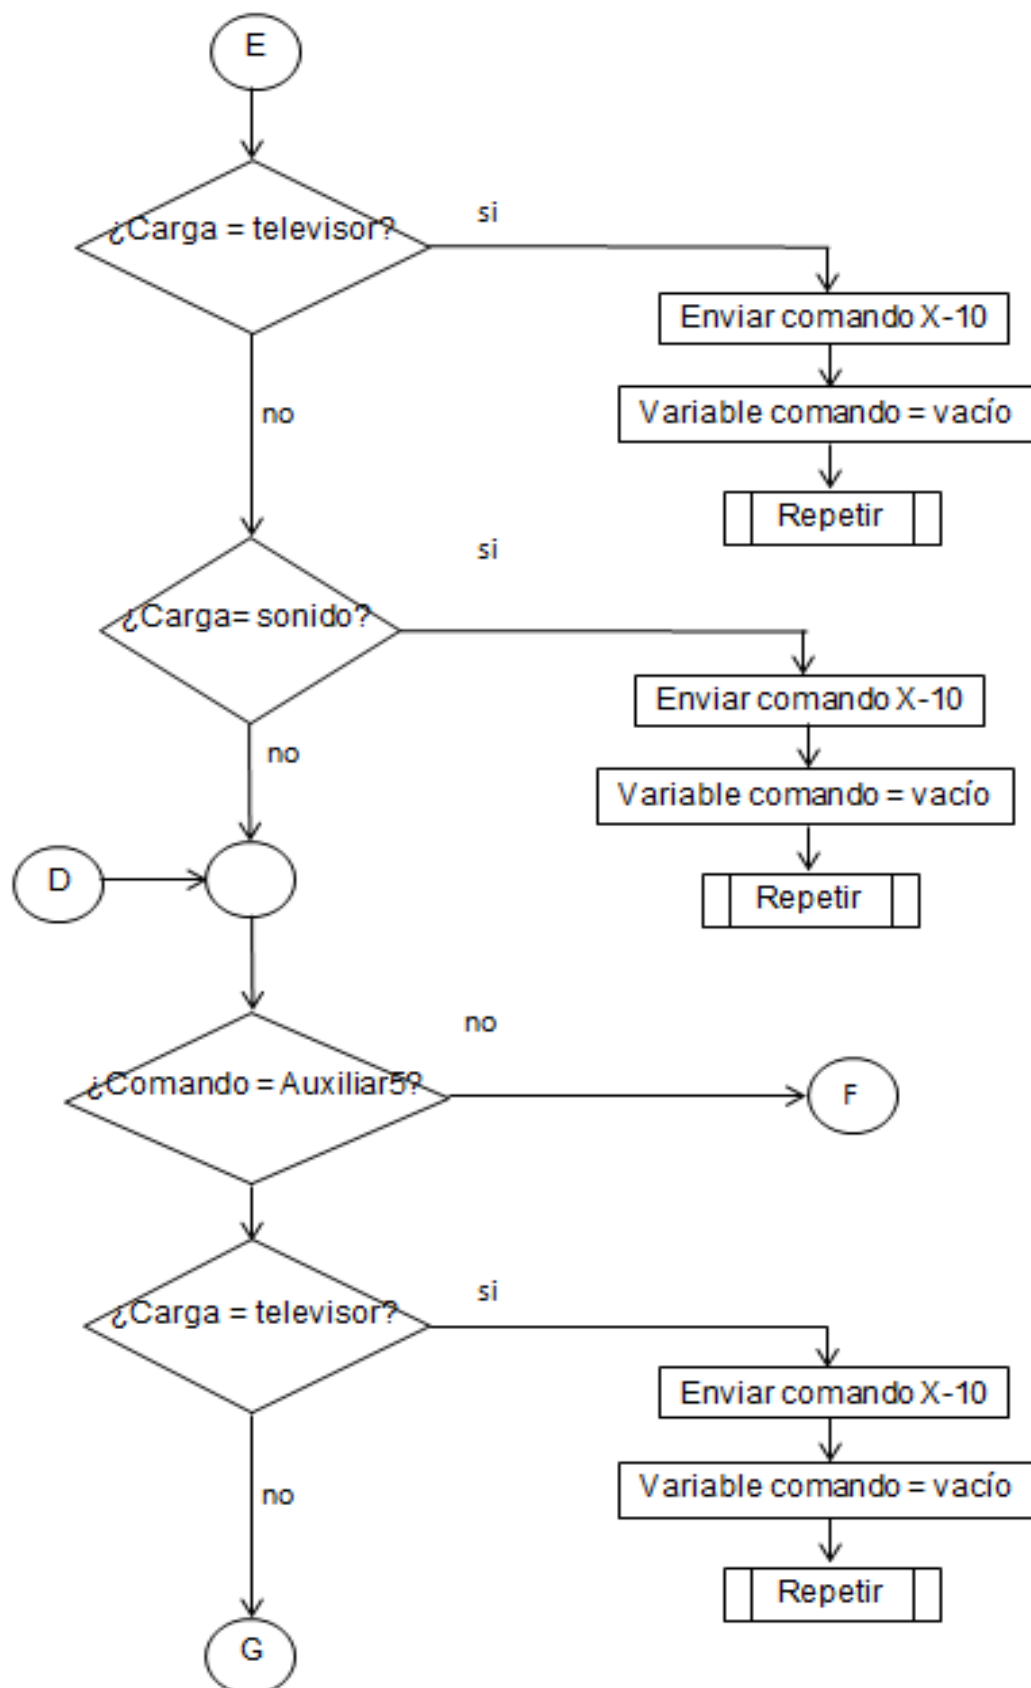 E
¿Carga = televisor?
si
Enviar comando X-10
Variable comando = vacío
Repetir
no
¿Carga= sonido?
si
Enviar comando X-10
Variable comando = vacío
Repetir
no
D
¿Comando = Auxiliar5?
no
F
¿Carga = televisor?
si
Enviar comando X-10
Variable comando = vacío
Repetir
no
G